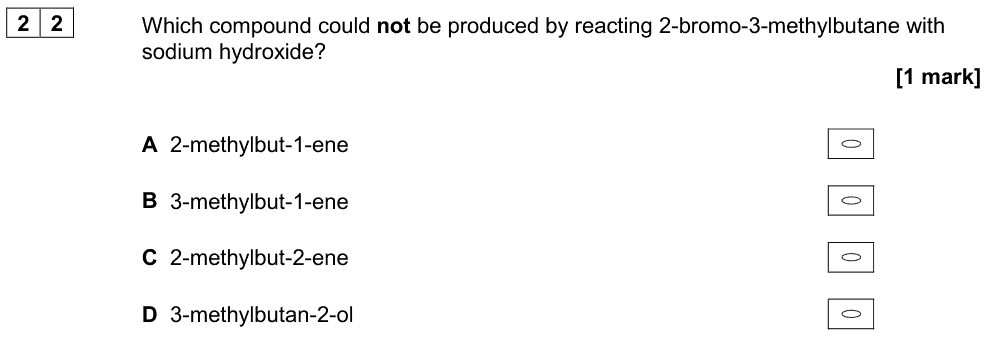 2 2 Which compound could not be produced by reacting 2-bromo-3-methylbutane with
sodium hydroxide?
[1 mark]
A 2-methylbut-1-ene
B 3-methylbut-1-ene
C 2-methylbut-2-ene
D 3-methylbutan-2-ol